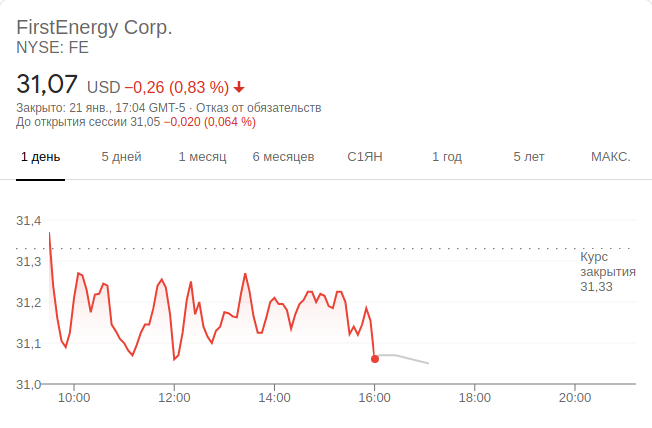 FirstEnergy Corp.
NYSE: FE
31,07 USD −0,26 (0,83 %)
Закрыто: 21 янв., 17:04 GMT-5 · Отказ от обязательств
До открытия сессии 31,05 −0,020 (0,064 %)
1 день 5 дней 1 месяц 6 месяцев С1ЯН 1 год 5 лет МАКС.
31,4
Курс
закрытия
31,33
31,3
31,2
31,1
31,0
10:00 12:00 14:00 16:00 18:00 20:00